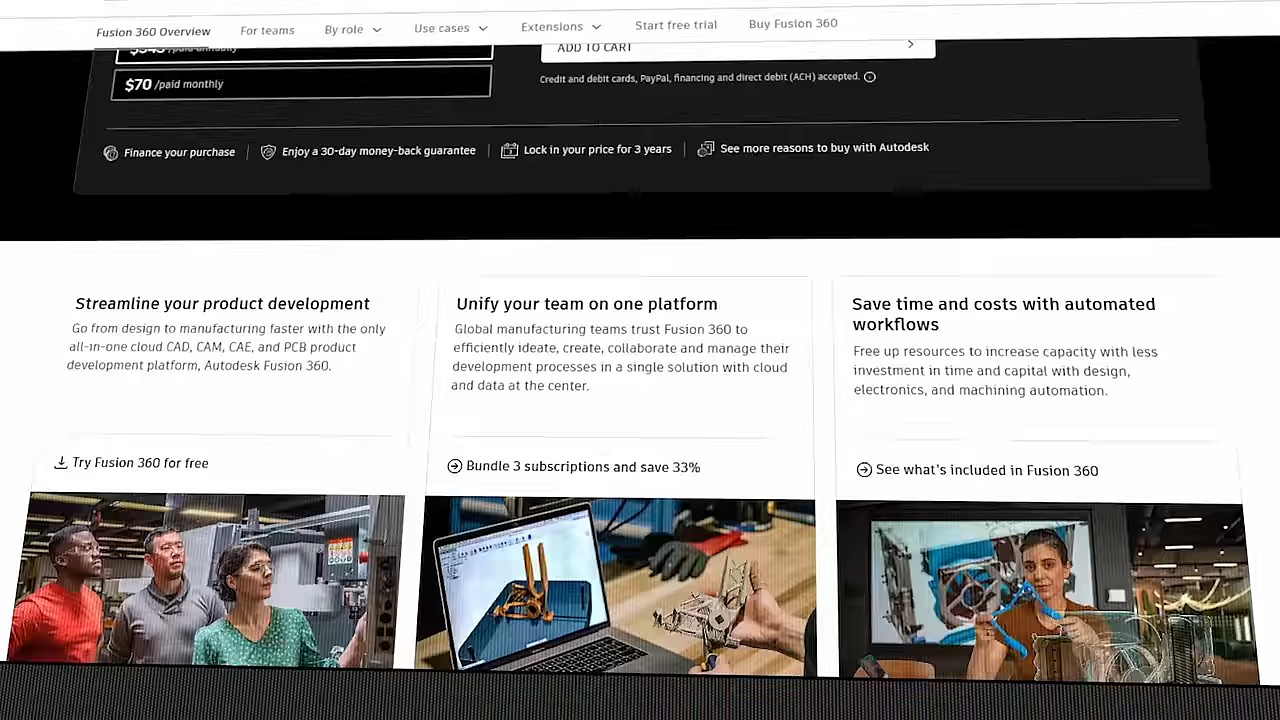 Fusion 360 Overview For teams By role Use cases Extensions Start free trial Buy Fusion 360
$545 /paid annually
ADD TO CART
$70 /paid monthly
Credit and debit cards, PayPal, financing and direct debit (ACH) accepted.
Finance your purchase Enjoy a 30-day money-back guarantee Lock in your price for 3 years See more reasons to buy with Autodesk
Streamline your product development
Go from design to manufacturing faster with the only
all-in-one cloud CAD, CAM, CAE, and PCB product
development platform, Autodesk Fusion 360.
Try Fusion 360 for free
Unify your team on one platform
Global manufacturing teams trust Fusion 360 to
efficiently ideate, create, collaborate and manage their
development processes in a single solution with cloud
and data at the center.
Bundle 3 subscriptions and save 33%
Save time and costs with automated
workflows
Free up resources to increase capacity with less
investment in time and capital with design,
electronics, and machining automation.
See what's included in Fusion 360